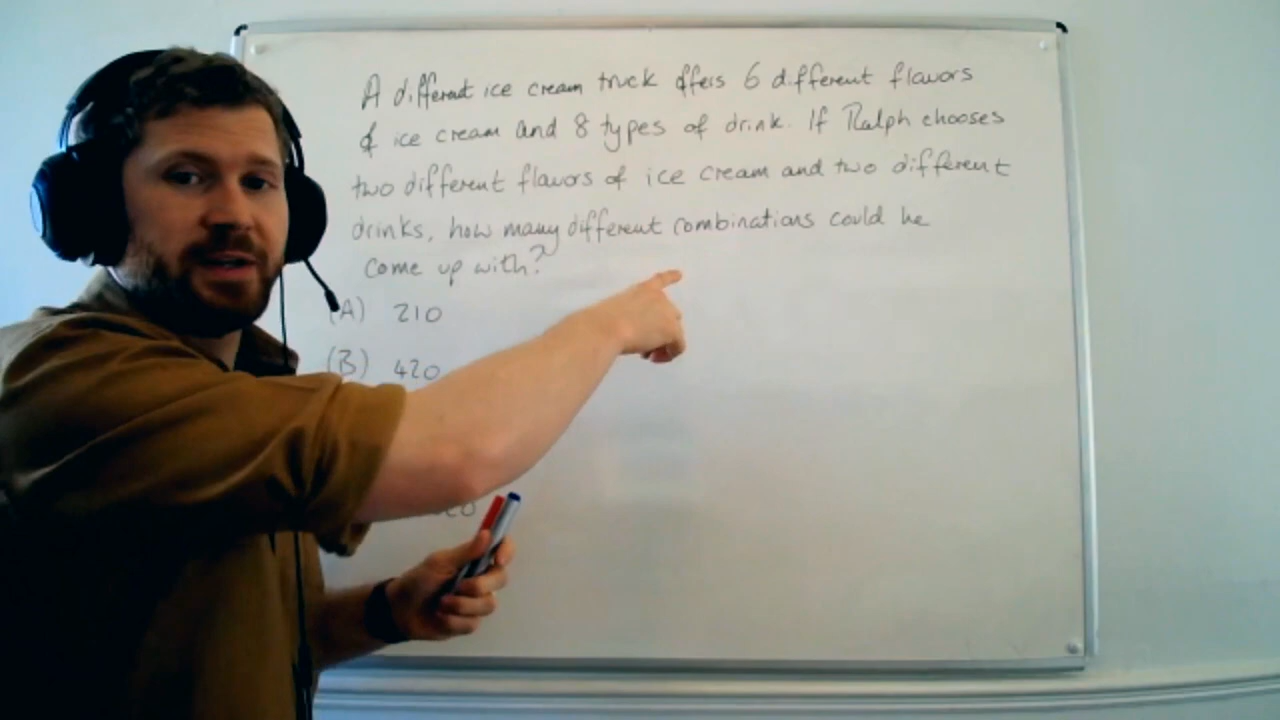 A different ice cream truck offers 6 different flavors
of ice cream and 8 types of drink. If Ralph chooses
two different flavors of ice cream and two different
drinks, how many different combinations could he
come up with?
(A) 210
(B) 420